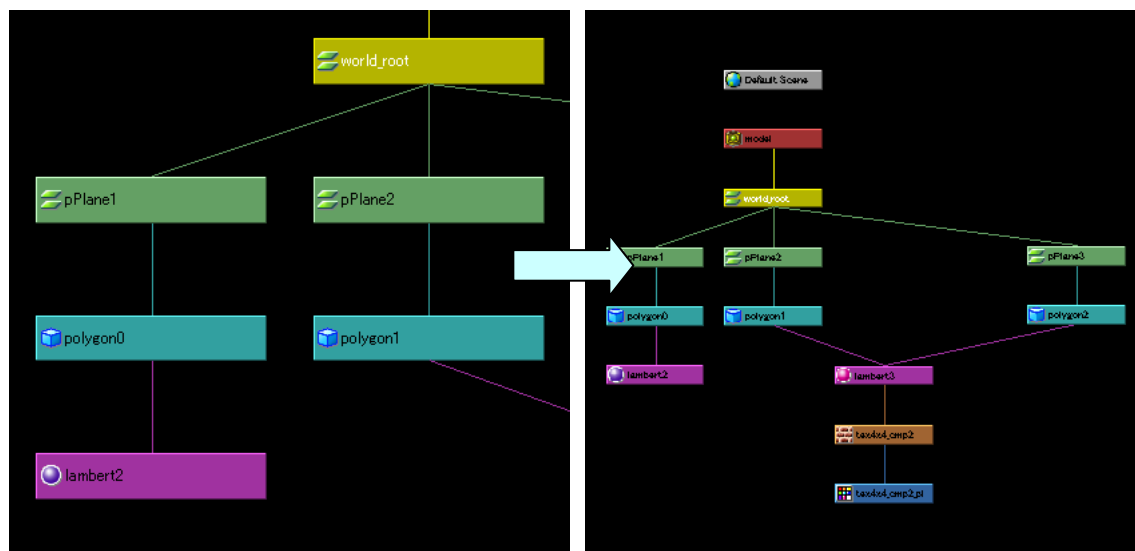 world_root
pPlane1
pPlane2
polygon0
polygon1
lambert2
Default Scene
model
world_root
pPlane1
pPlane2
pPlane3
polygon0
polygon1
polygon2
lambert2
lambert3
tex4x4_cmp2
tex4x4_cmp2_pl